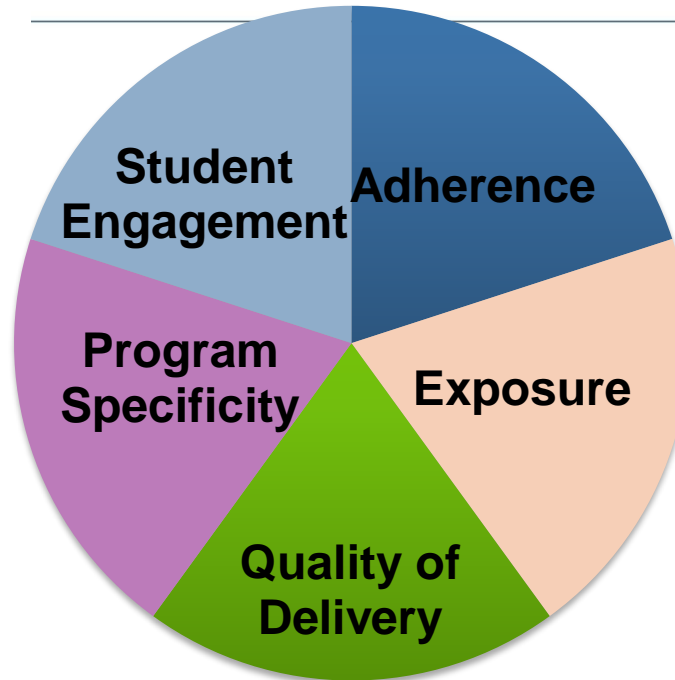 Student
Engagement
Adherence
Program
Specificity
Exposure
Quality of
Delivery